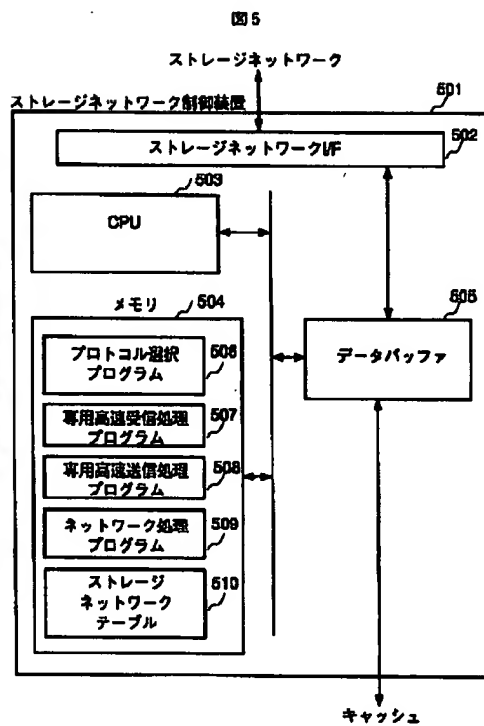 図5
ストレージネットワーク
ストレージネットワーク制御装置
501
ストレージネットワークI/F
502
503
CPU
メモリ
504
505
データバッファ
プロトコル選択
プログラム
506
専用高速受信処理
プログラム
507
専用高速送信処理
プログラム
508
ネットワーク処理
プログラム
509
ストレージ
ネットワーク
テーブル
510
キャッシュ